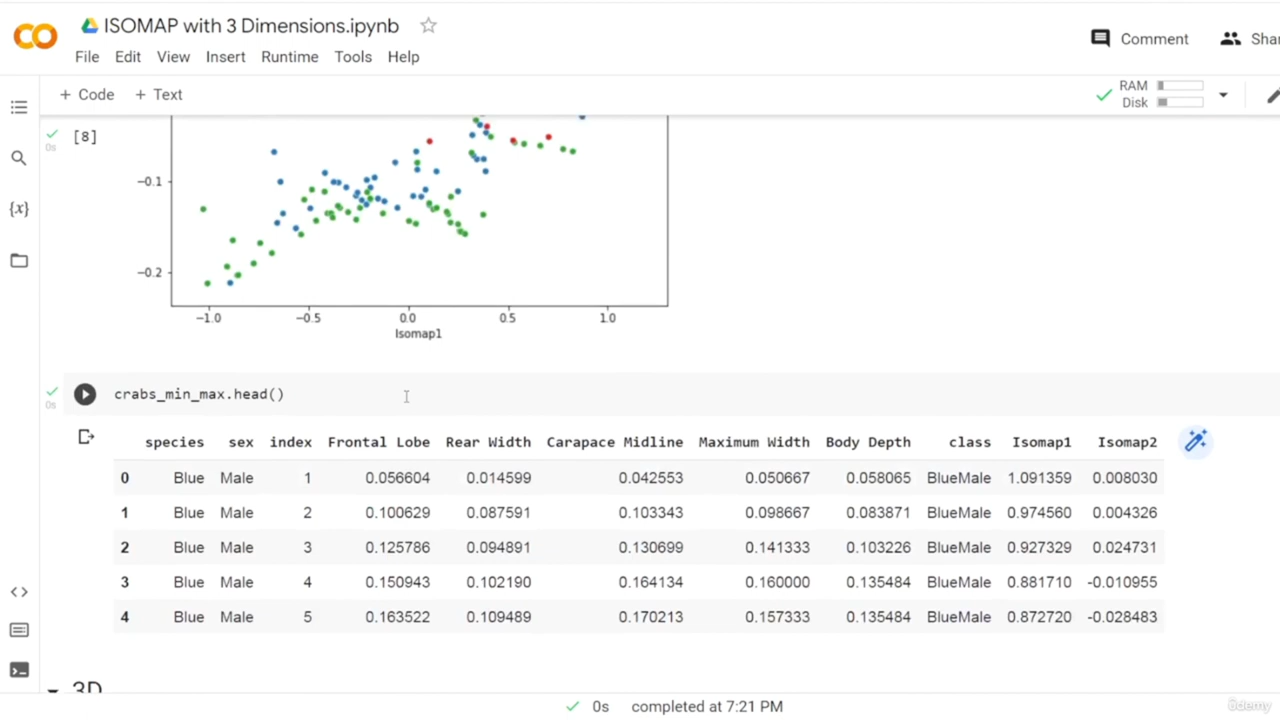 ISOMAP with 3 Dimensions.ipynb
Comment
Shar
File Edit View Insert Runtime Tools Help
+ Code + Text
RAM
Disk
[8]
0s
−0.1
−0.2
−1.0 −0.5 0.0 0.5 1.0
Isomap1
crabs_min_max.head()
0s
species sex index Frontal Lobe Rear Width Carapace Midline Maximum Width Body Depth class Isomap1 Isomap2
0 Blue Male 1 0.056604 0.014599 0.042553 0.050667 0.058065 BlueMale 1.091359 0.008030
1 Blue Male 2 0.100629 0.087591 0.103343 0.098667 0.083871 BlueMale 0.974560 0.004326
2 Blue Male 3 0.125786 0.094891 0.130699 0.141333 0.103226 BlueMale 0.927329 0.024731
3 Blue Male 4 0.150943 0.102190 0.164134 0.160000 0.135484 BlueMale 0.881710 -0.010955
4 Blue Male 5 0.163522 0.109489 0.170213 0.157333 0.135484 BlueMale 0.872720 -0.028483
3D
0s completed at 7:21 PM
ûdemy